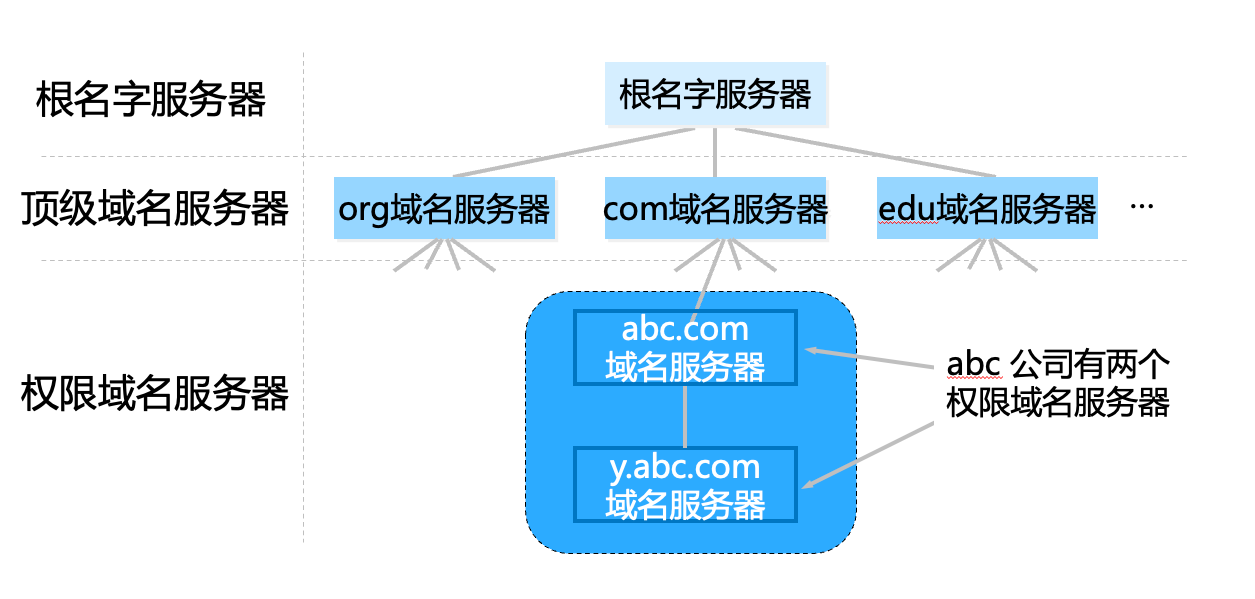 根名字服务器
根名字服务器
顶级域名服务器
org域名服务器
com域名服务器
edu域名服务器
...
权限域名服务器
abc.com
域名服务器
y.abc.com
域名服务器
abc 公司有两个
权限域名服务器